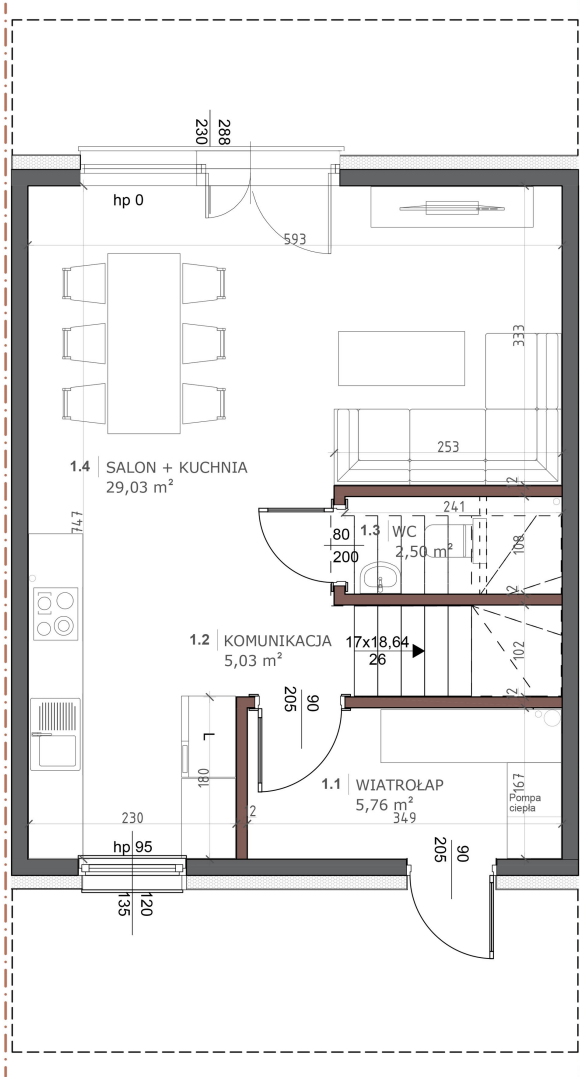 288
230
hp 0
593
333
253
1.4 SALON + KUCHNIA
29,03 m²
747
2
241
80
200
1.3 WC
2,50 m²
108
2
1.2 KOMUNIKACJA
5,03 m²
17x18,64
26
102
2
90
205
L
180
1.1 WIATROŁAP
5,76 m²
167
Pompa
ciepła
230
2
349
hp 95
90
205
120
135